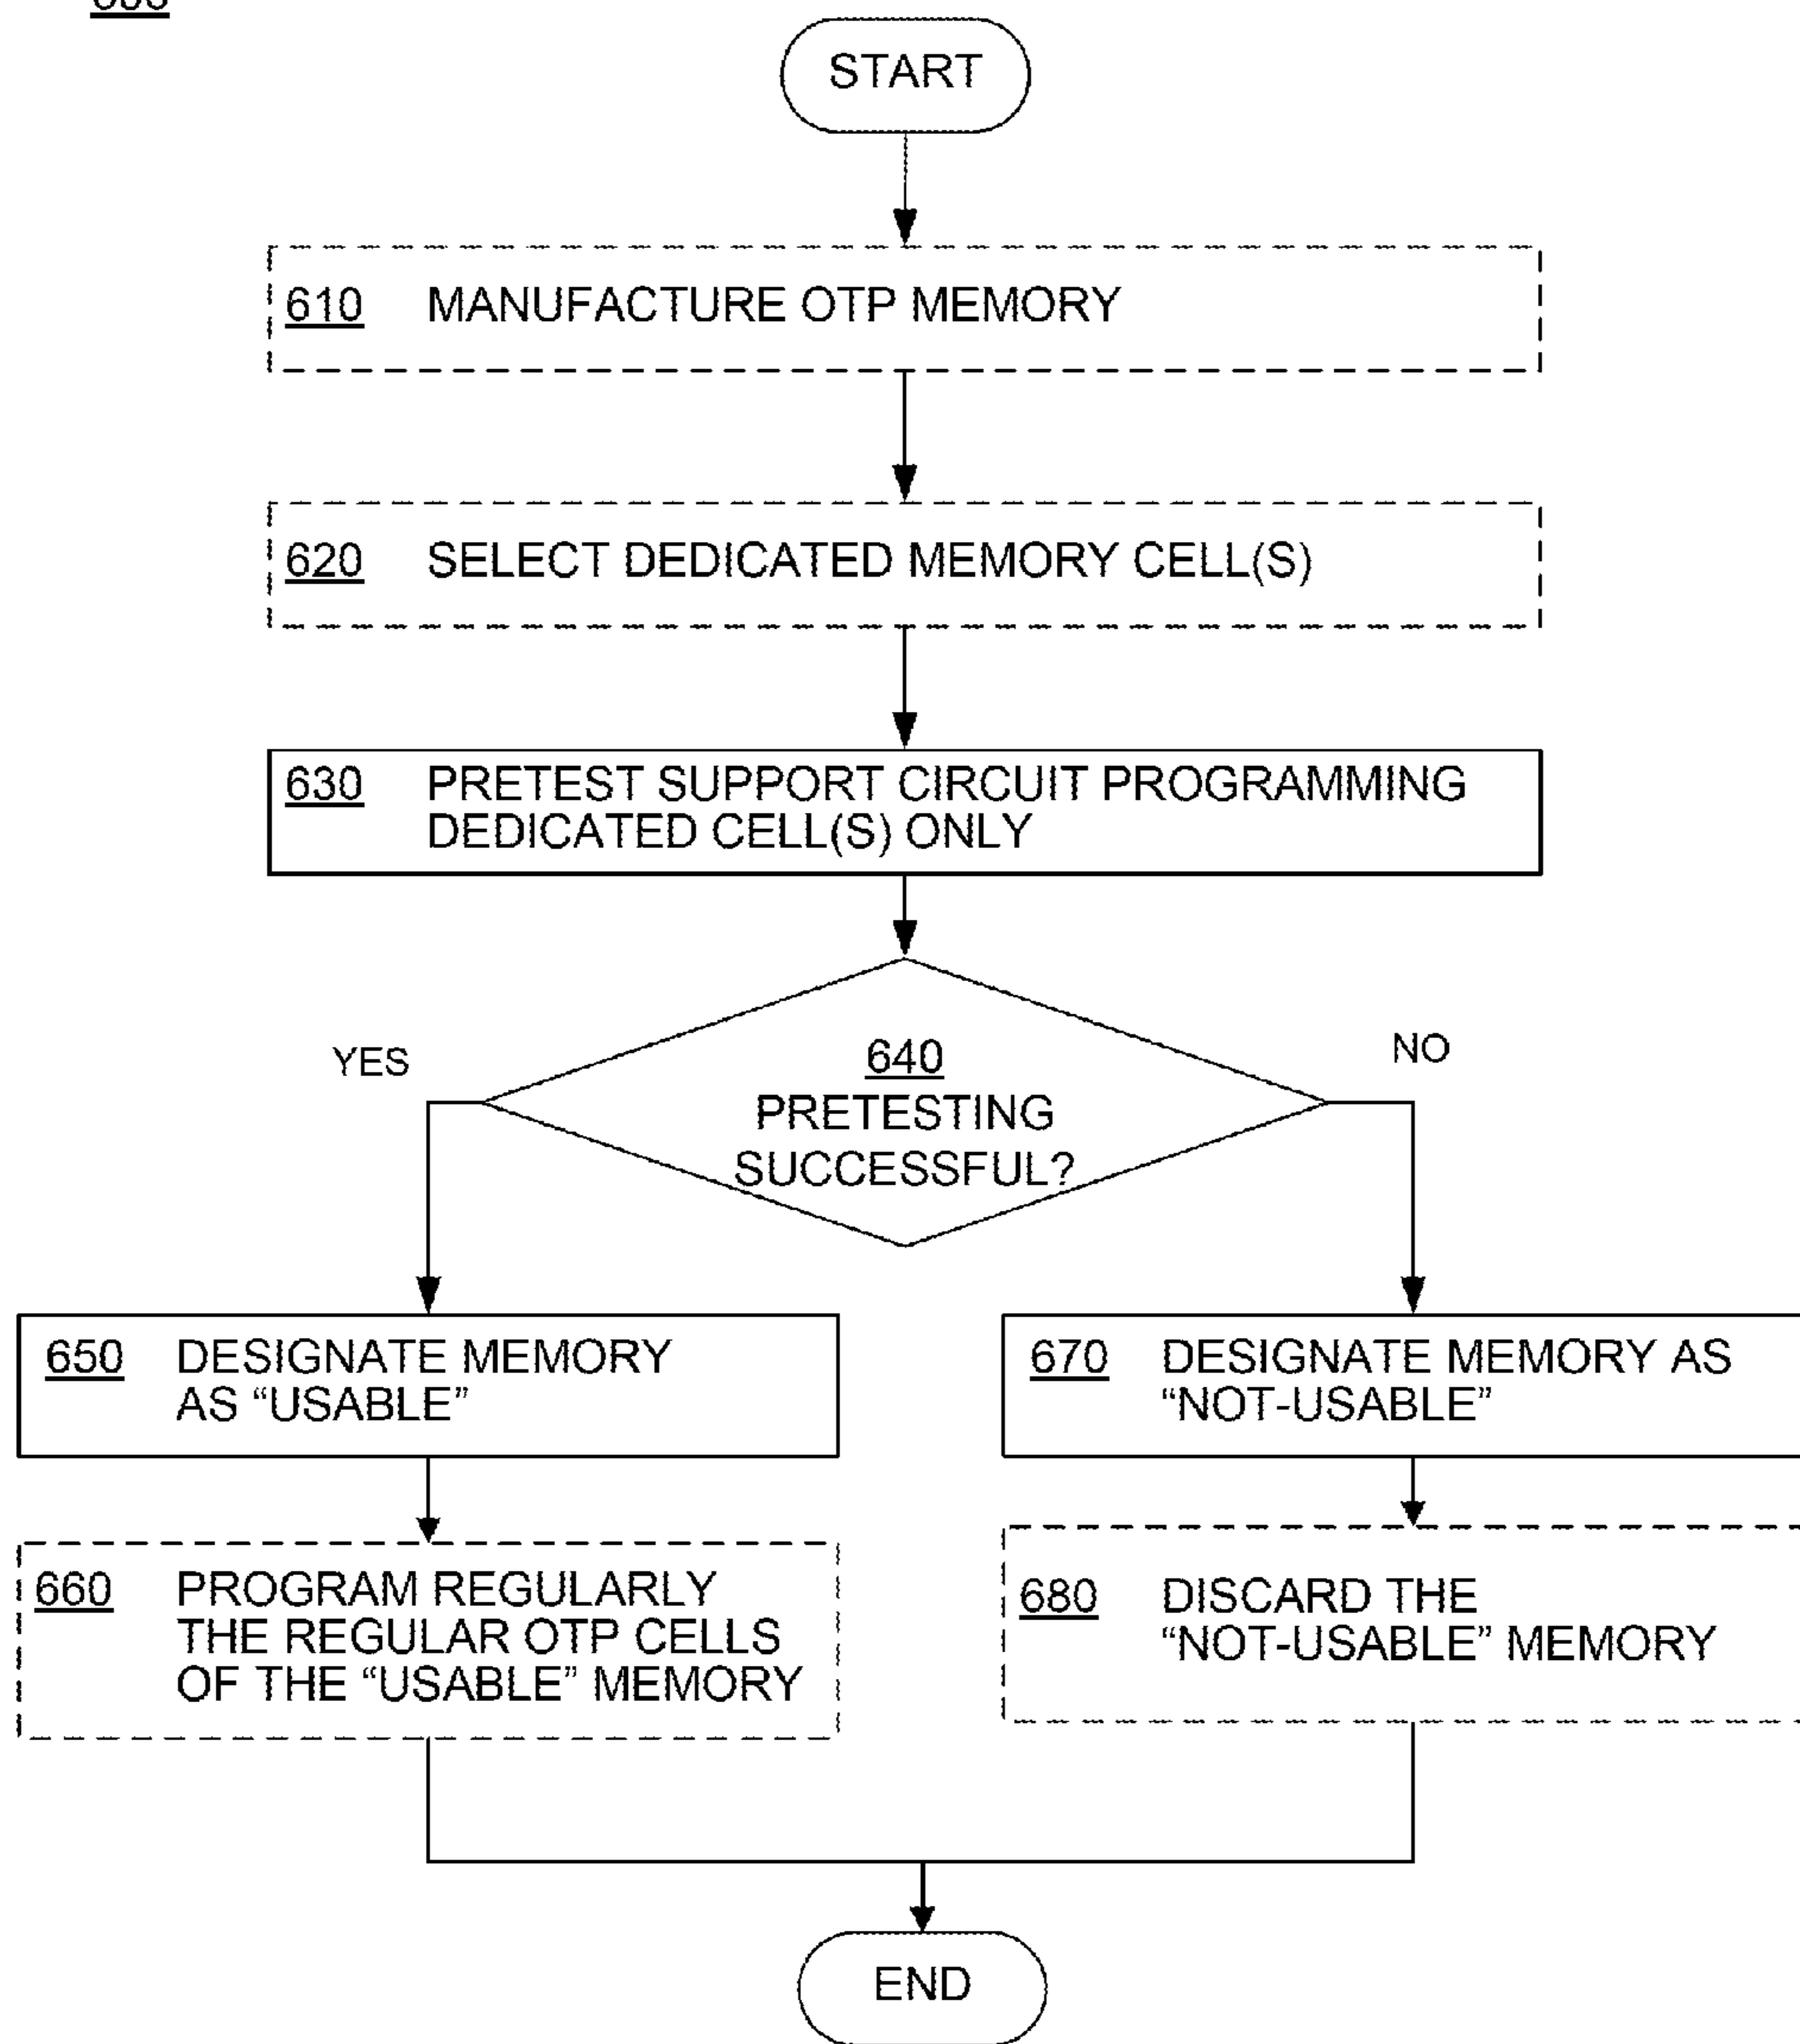 START
610 MANUFACTURE OTP MEMORY
620 SELECT DEDICATED MEMORY CELL(S)
630 PRETEST SUPPORT CIRCUIT PROGRAMMING
DEDICATED CELL(S) ONLY
640
PRETESTING
SUCCESSFUL?
YES
NO
650 DESIGNATE MEMORY
AS “USABLE”
670 DESIGNATE MEMORY AS
“NOT-USABLE”
660 PROGRAM REGULARLY
THE REGULAR OTP CELLS
OF THE “USABLE” MEMORY
680 DISCARD THE
“NOT-USABLE” MEMORY
END